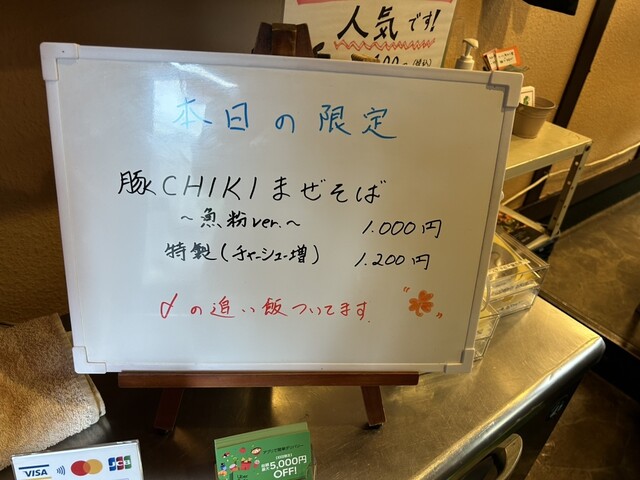 人気です!
本日の限定
豚CHIKIまぜそば
~魚粉ver.~ 1.000円
特製(チャーシュー増) 1.200円
〆の追い飯ついてます
VISA
JCB
5,000円
OFF!